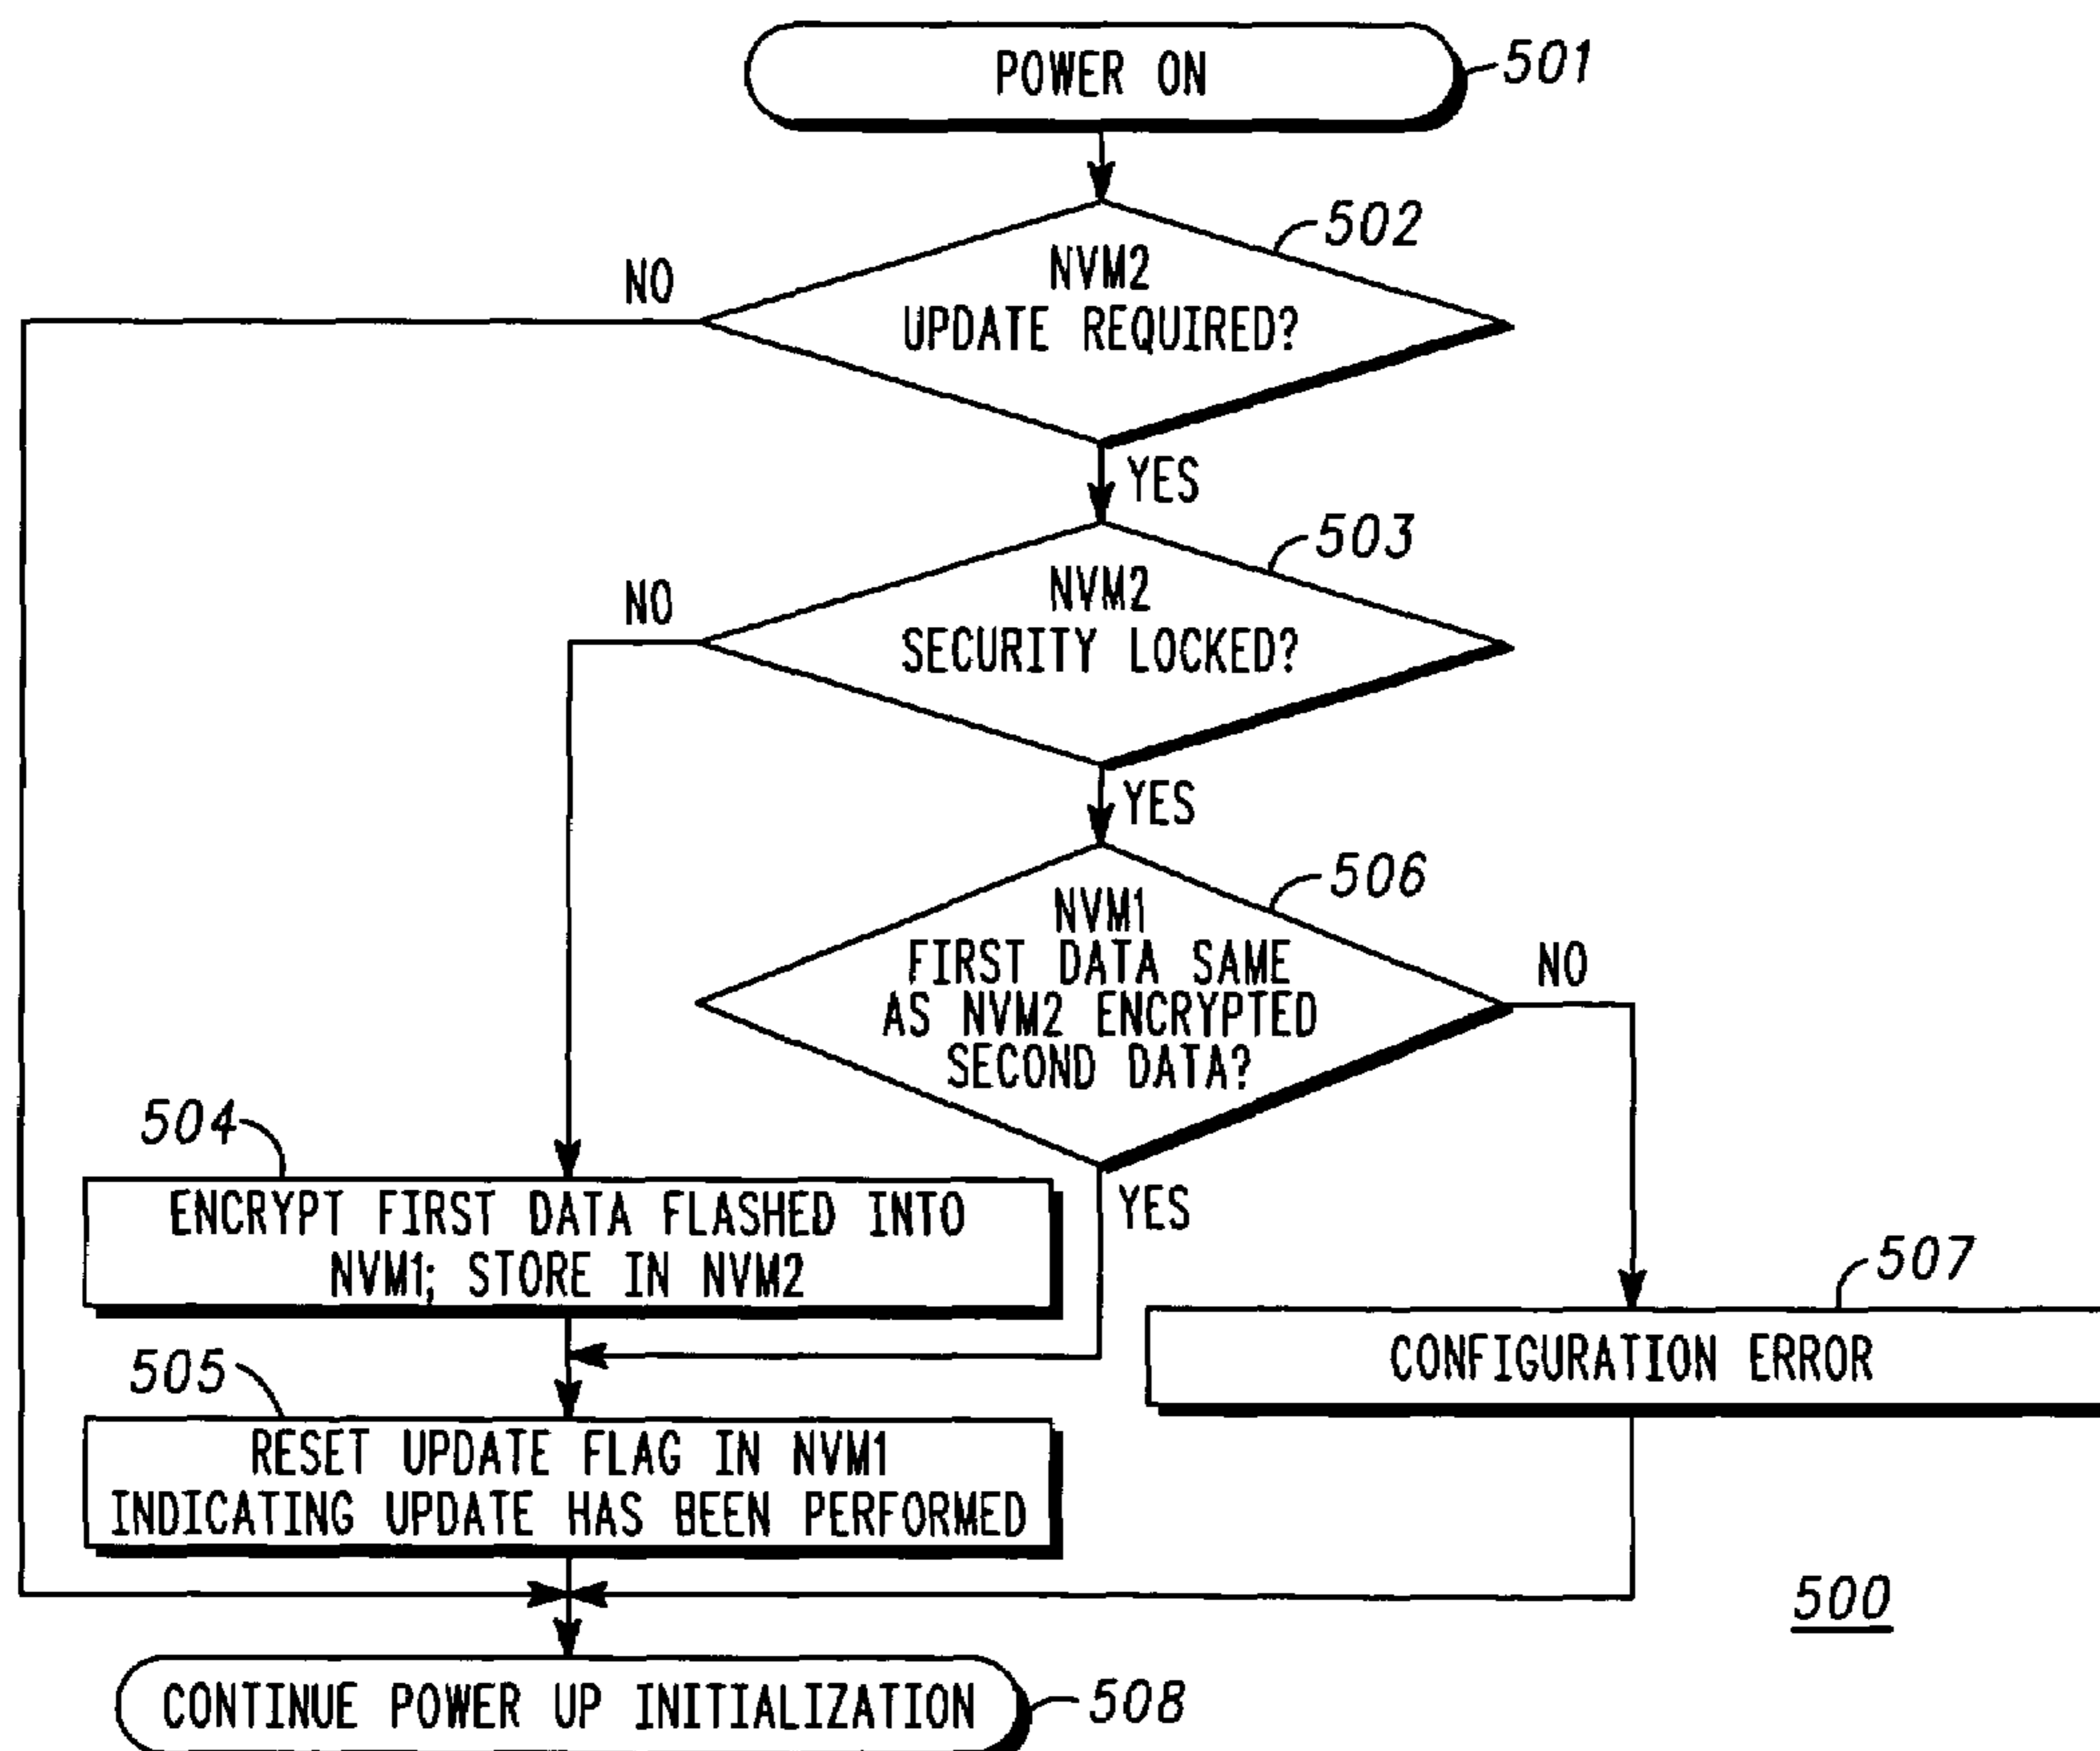 POWER ON
501
502
NVM2
UPDATE REQUIRED?
NO
YES
503
NVM2
SECURITY LOCKED?
NO
YES
506
NVM1
FIRST DATA SAME
AS NVM2 ENCRYPTED
SECOND DATA?
NO
YES
504
ENCRYPT FIRST DATA FLASHED INTO
NVM1; STORE IN NVM2
507
CONFIGURATION ERROR
505
RESET UPDATE FLAG IN NVM1
INDICATING UPDATE HAS BEEN PERFORMED
500
CONTINUE POWER UP INITIALIZATION
508